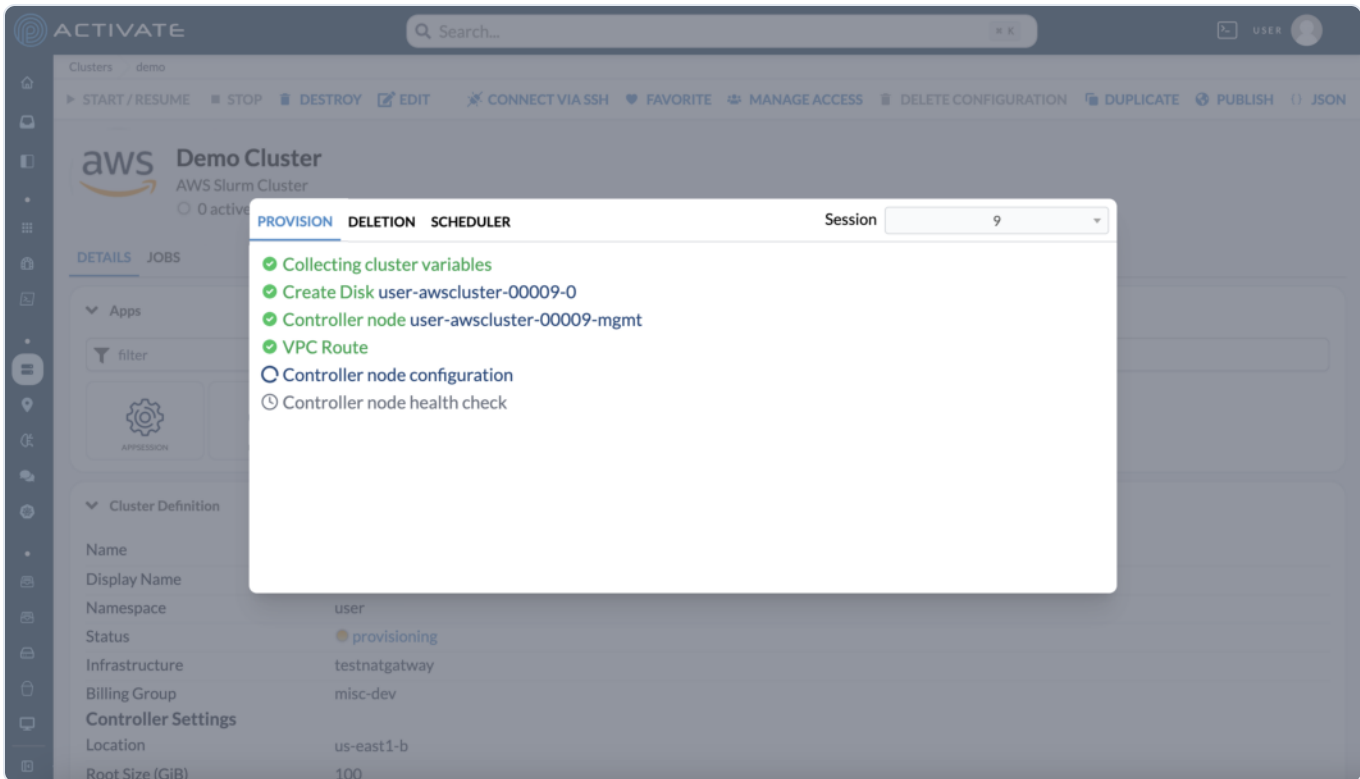 ACTIVATE
Search...
⌘ K
USER
Clusters demo
START / RESUME STOP DESTROY EDIT CONNECT VIA SSH FAVORITE MANAGE ACCESS DELETE CONFIGURATION DUPLICATE PUBLISH JSON
aws
Demo Cluster
AWS Slurm Cluster
0 active
PROVISION DELETION SCHEDULER Session 9
DETAILS JOBS
Collecting cluster variables
Create Disk user-awscluster-00009-0
Controller node user-awscluster-00009-mgmt
VPC Route
Controller node configuration
Controller node health check
Apps
filter
APPSESSION
Cluster Definition
Name
Display Name
Namespace user
Status provisioning
Infrastructure testnatgatway
Billing Group misc-dev
Controller Settings
Location us-east1-b
Root Size (GiB) 100